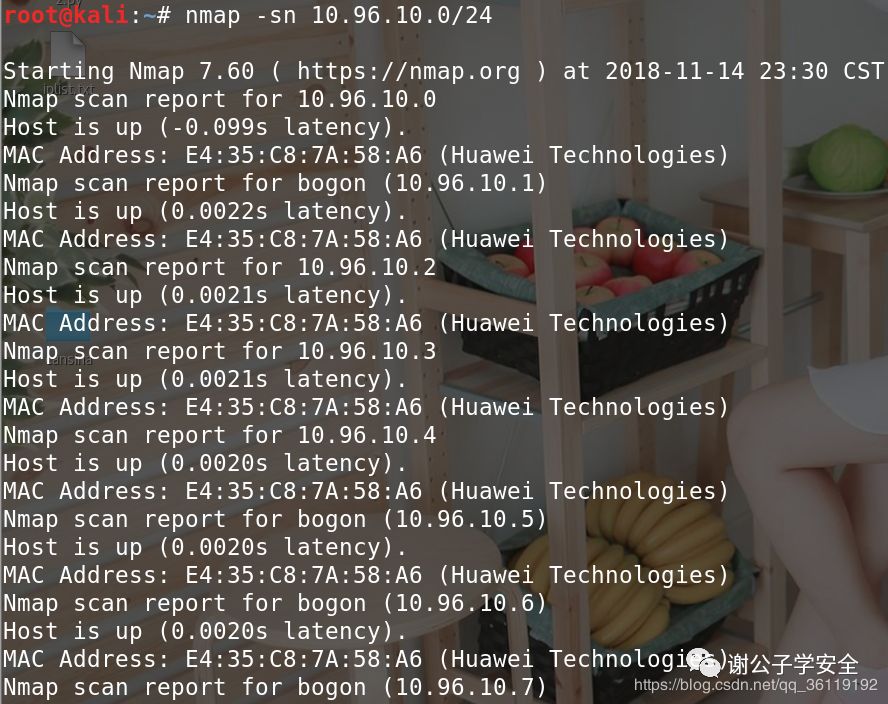 z.py
root@kali:~# nmap -sn 10.96.10.0/24
Starting Nmap 7.60 ( https://nmap.org ) at 2018-11-14 23:30 CST
iplist.txt
Nmap scan report for 10.96.10.0
Host is up (-0.099s latency).
MAC Address: E4:35:C8:7A:58:A6 (Huawei Technologies)
Nmap scan report for bogon (10.96.10.1)
Host is up (0.0022s latency).
MAC Address: E4:35:C8:7A:58:A6 (Huawei Technologies)
Nmap scan report for 10.96.10.2
Host is up (0.0021s latency).
MAC Address: E4:35:C8:7A:58:A6 (Huawei Technologies)
Nmap scan report for 10.96.10.3
Host is up (0.0021s latency).
MAC Address: E4:35:C8:7A:58:A6 (Huawei Technologies)
Nmap scan report for 10.96.10.4
Host is up (0.0020s latency).
MAC Address: E4:35:C8:7A:58:A6 (Huawei Technologies)
Nmap scan report for bogon (10.96.10.5)
Host is up (0.0020s latency).
MAC Address: E4:35:C8:7A:58:A6 (Huawei Technologies)
Nmap scan report for bogon (10.96.10.6)
Host is up (0.0020s latency).
MAC Address: E4:35:C8:7A:58:A6 (Huawei Technologies)
Nmap scan report for bogon (10.96.10.7)
谢公子学安全
https://blog.csdn.net/qq_36119192